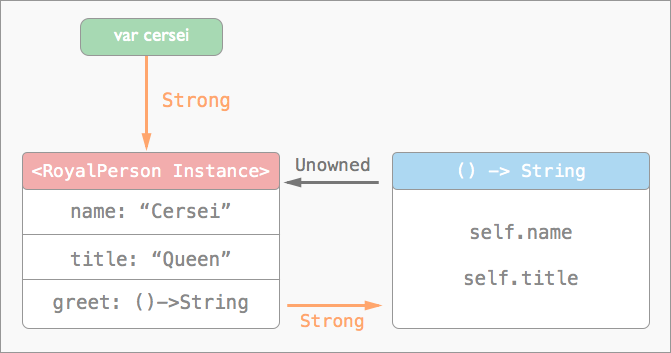 var cersei
Strong
<RoyalPerson Instance>
Unowned
() -> String
name: “Cersei”
title: “Queen”
greet: ()->String
Strong
self.name
self.title